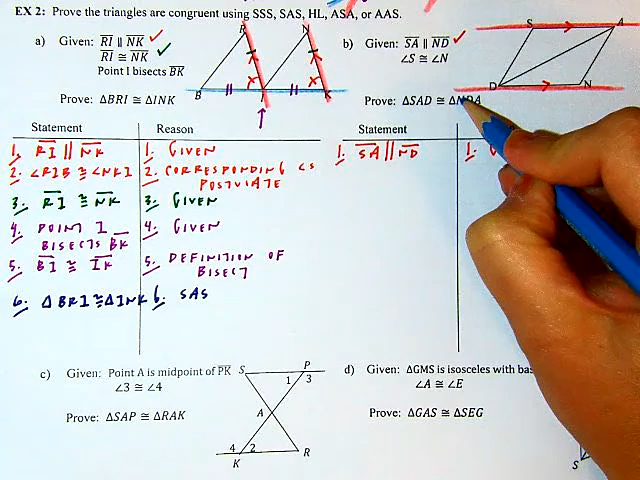 EX 2: Prove the triangles are congruent using SSS, SAS, HL, ASA, or AAS.
a) Given: RI ∥ NK
RI ≅ NK
Point I bisects BK
Prove: ΔBRI ≅ ΔINK
R
N
B
I
K
b) Given: SA ∥ ND
∠S ≅ ∠N
Prove: ΔSAD ≅ ΔNDA
S
A
D
N
Statement
Reason
1. RI ∥ NK
1. GIVEN
2. ∠RIB ≅ ∠NKI
2. CORRESPONDING ∠S
POSTULATE
3. RI ≅ NK
3. GIVEN
4. POINT I
BISECTS BK
4. GIVEN
5. BI ≅ IK
5. DEFINITION OF
BISECT
6. Δ BRI ≅ Δ INK
6. SAS
Statement
1. SA ∥ ND
1.
c) Given: Point A is midpoint of PK
∠3 ≅ ∠4
Prove: ΔSAP ≅ ΔRAK
S
P
1
3
A
4
2
K
R
d) Given: ΔGMS is isosceles with
∠A ≅ ∠E
Prove: ΔGAS ≅ ΔSEG
S